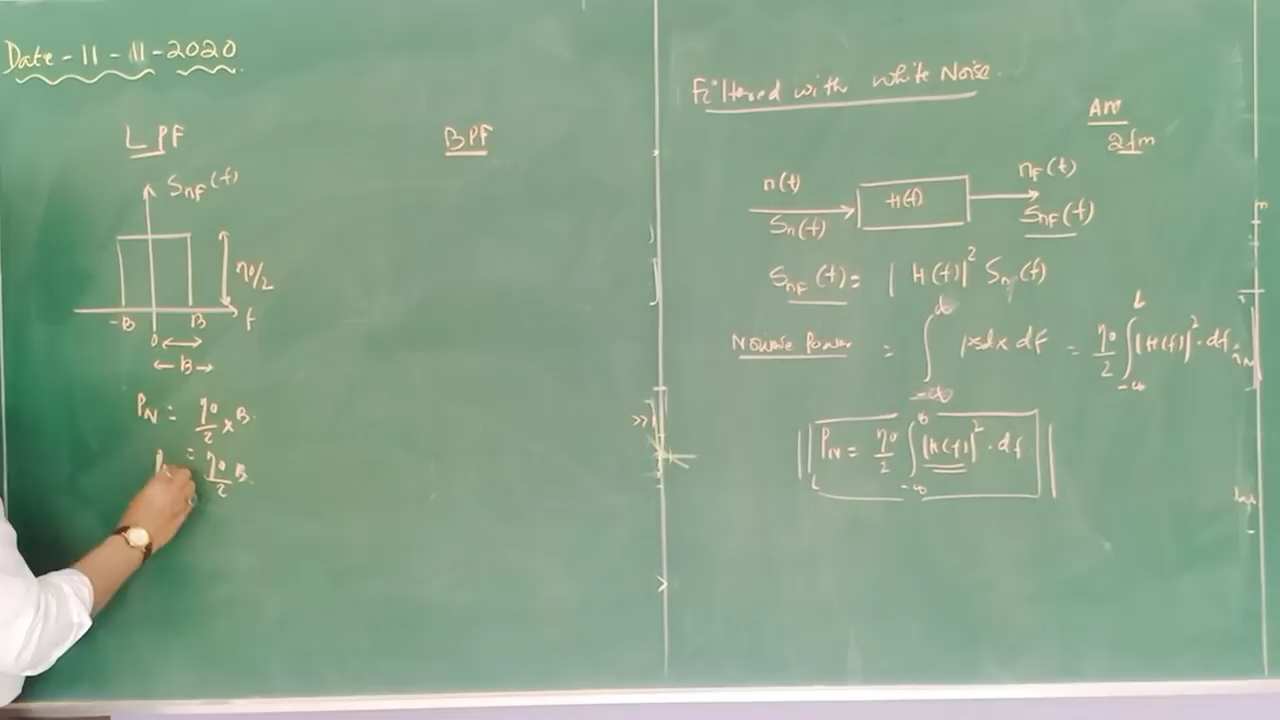 Date - 11 - 11 - 2020
LPF
BPF
SnF(f)
η0/2
-B
B
f
0
← B →
PN = η0/2 x B.
= η0/2 B.
Filtered with white Noise.
Am
2fm
n(t)
Sn(f)
H(f)
nF(t)
SnF(f)
SnF(f) = |H(f)|² Sn(f)
Noise Power = ∫ psdx df = η0/2 ∫ |H(f)|² . df
-∞
PN = η0/2 ∫ |H(f)|² . df
∞
-∞